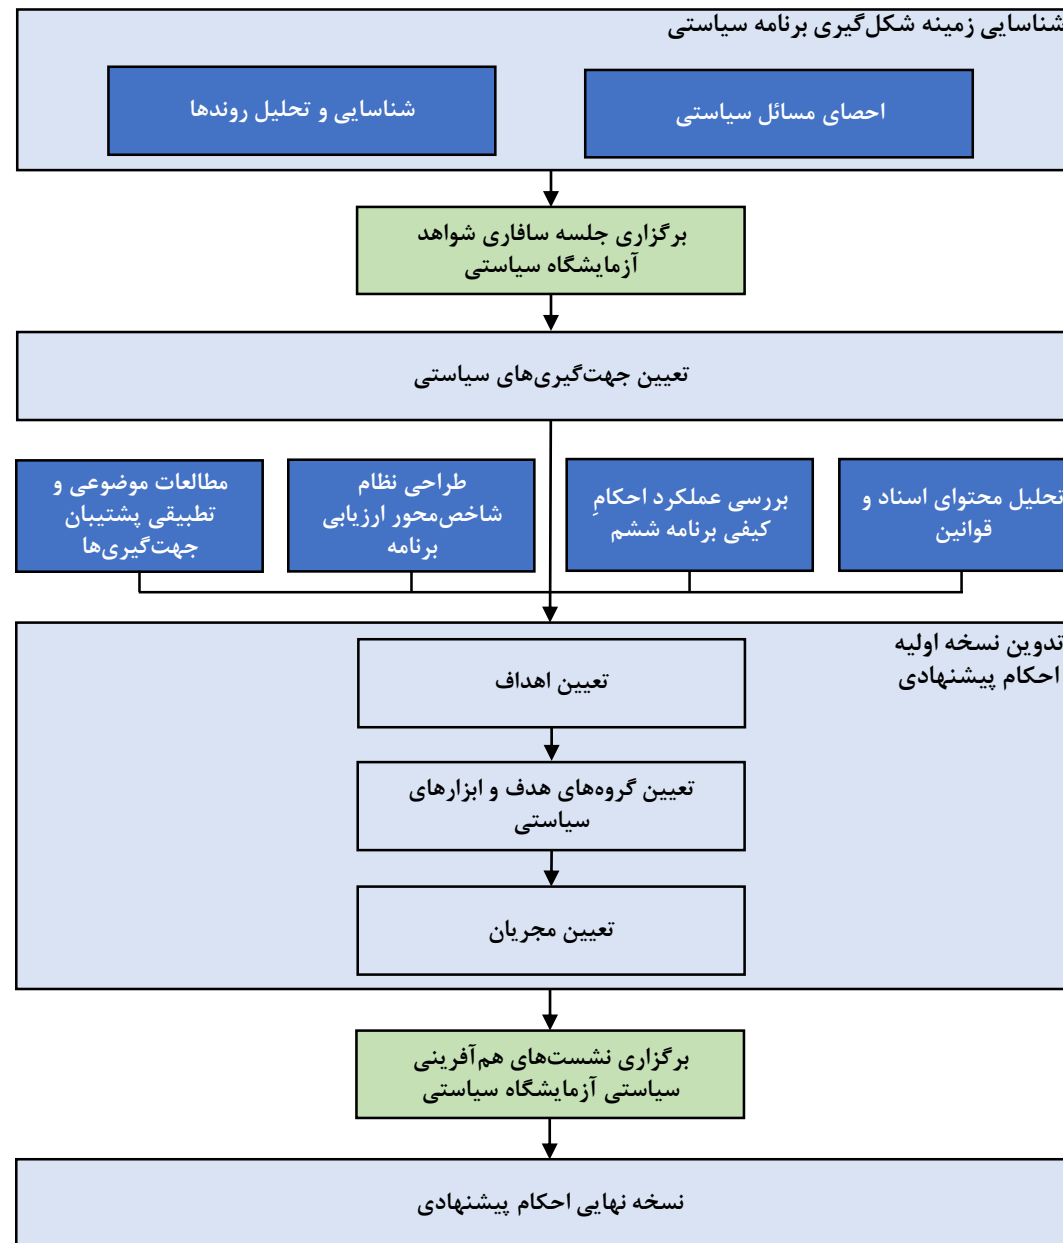 شناسایی زمینه شکل‌گیری برنامه سیاستی
احصای مسائل سیاستی
شناسایی و تحلیل روندها
برگزاری جلسه سافاری شواهد
آزمایشگاه سیاستی
تعیین جهت‌گیری‌های سیاستی
تحلیل محتوای اسناد و
قوانین
بررسی عملکرد احکامِ
کیفی برنامه ششم
طراحی نظام
شاخص‌محور ارزیابی
برنامه
مطالعات موضوعی و
تطبیقی پشتیبان
جهت‌گیری‌ها
تدوین نسخه اولیه
احکام پیشنهادی
تعیین اهداف
تعیین گروه‌های هدف و ابزارهای
سیاستی
تعیین مجریان
برگزاری نشست‌های هم‌آفرینی
سیاستی آزمایشگاه سیاستی
نسخه نهایی احکام پیشنهادی